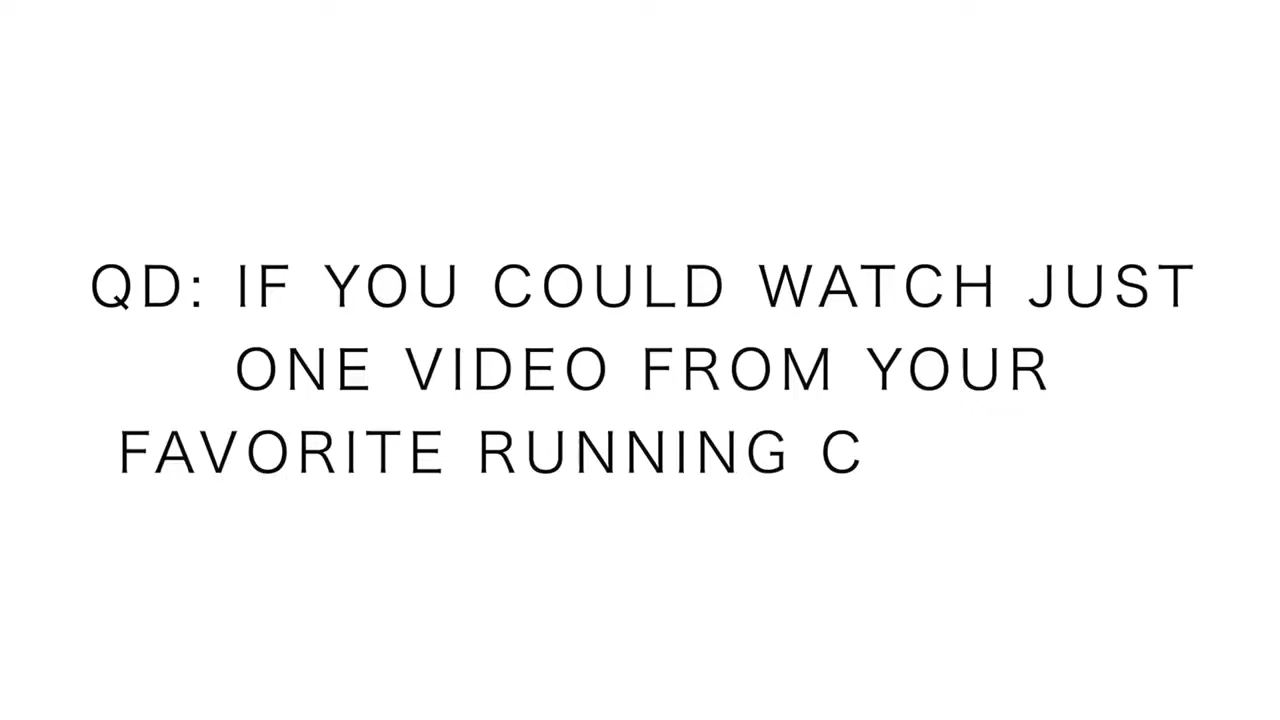 QD: IF YOU COULD WATCH JUST
ONE VIDEO FROM YOUR
FAVORITE RUNNING C